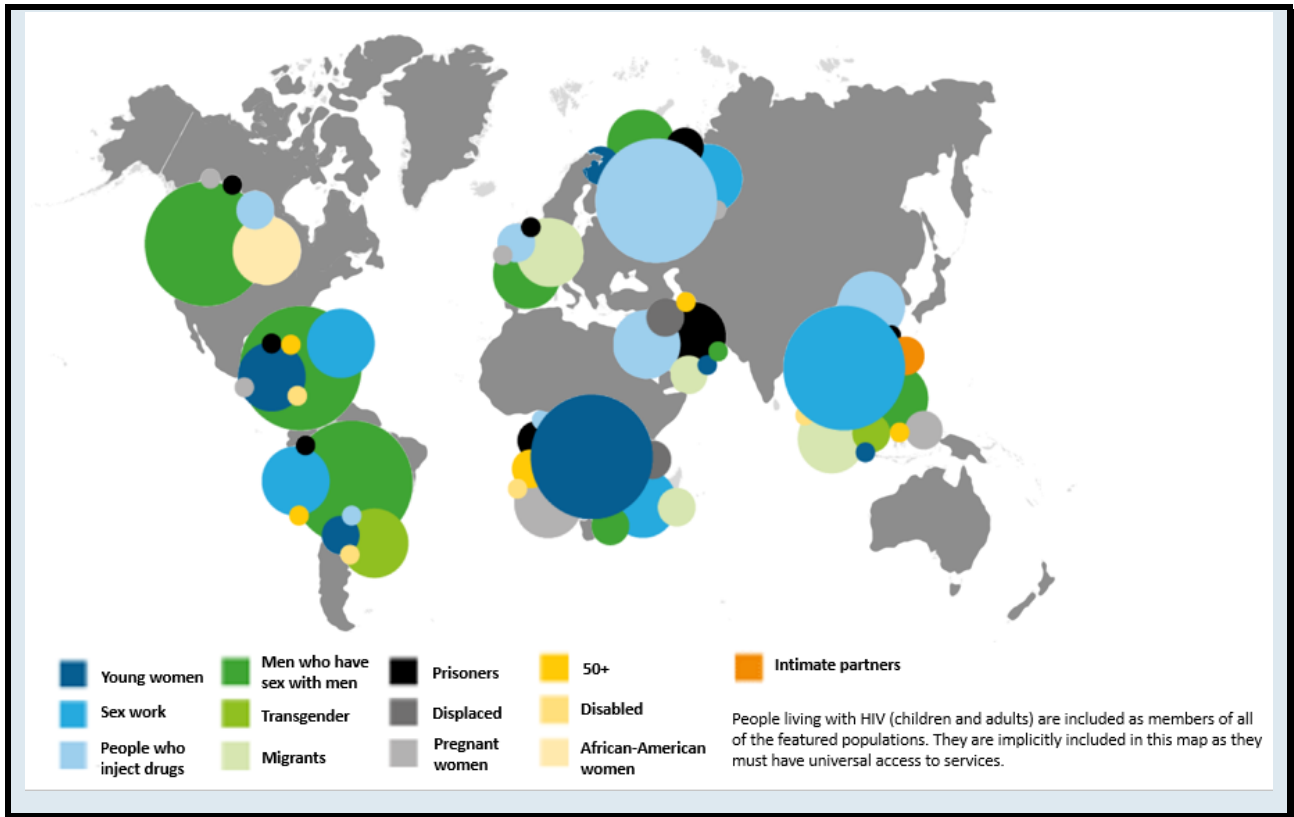 Young women
Men who have
sex with men
Prisoners
50+
Intimate partners
Sex work
Transgender
Displaced
Disabled
People who
inject drugs
Migrants
Pregnant
women
African-American
women
People living with HIV (children and adults) are included as members of all
of the featured populations. They are implicitly included in this map as they
must have universal access to services.